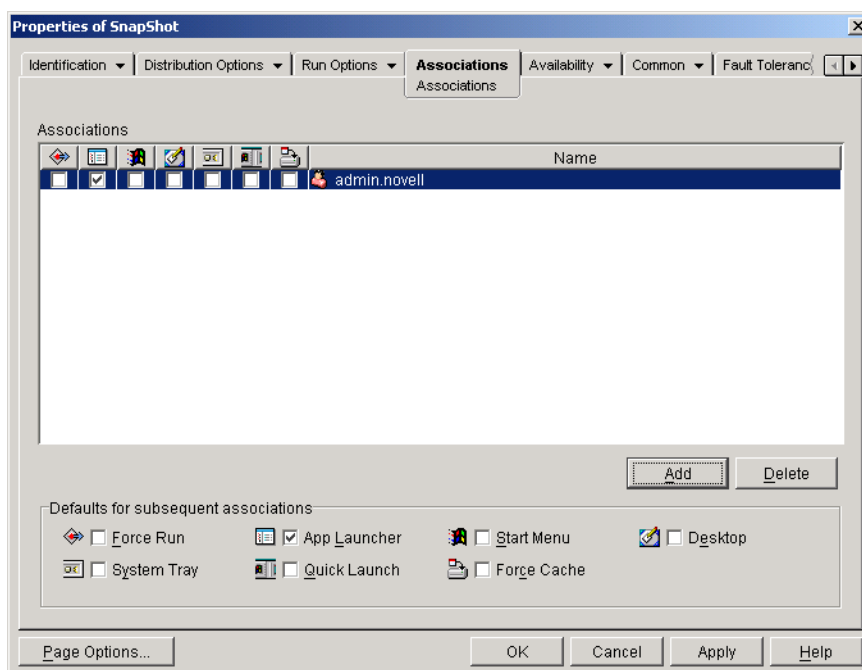 Properties of SnapShot
Identification Distribution Options Run Options Associations Availability Common Fault Toleranc
Associations
Associations
Name
admin.novell
Add Delete
Defaults for subsequent associations
Force Run App Launcher Start Menu Desktop
System Tray Quick Launch Force Cache
Page Options... OK Cancel Apply Help